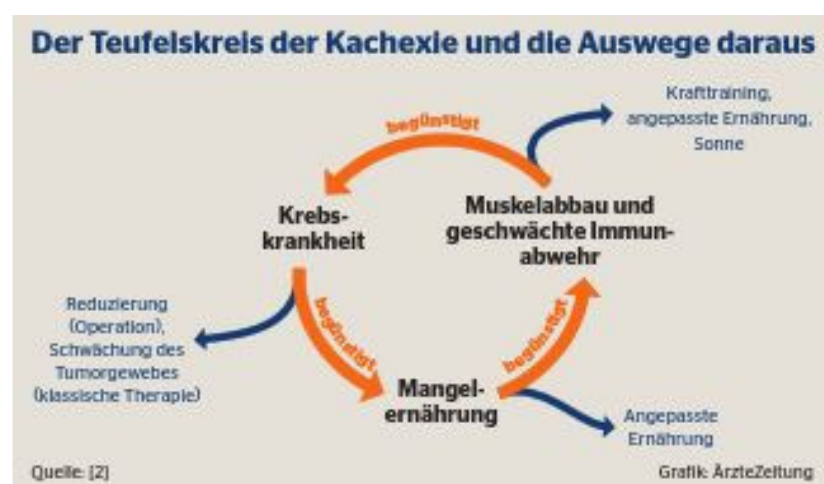 Der Teufelskreis der Kachexie und die Auswege daraus
Krafttraining,
angepasste Ernährung,
Sonne
begünstigt
Krebs-
krankheit
Muskelabbau und
geschwächte Immun-
abwehr
Reduzierung
(Operation),
Schwächung des
Tumorgewebes
(klassische Therapie)
begünstigt
begünstigt
Mangel-
ernährung
Angepasste
Ernährung
Quelle: [2]
Grafik: ÄrzteZeitung